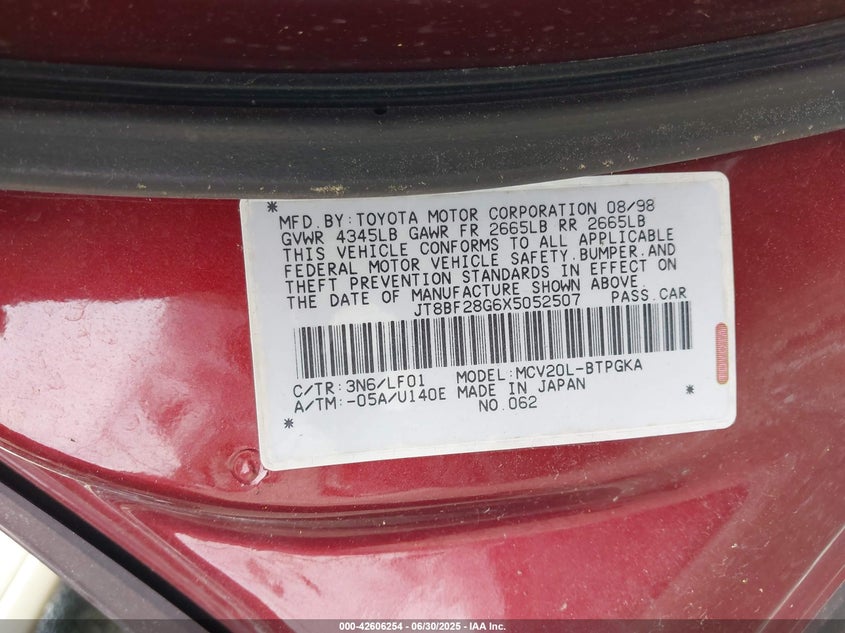 * MFD. BY: TOYOTA MOTOR CORPORATION 08/98
GVWR 4345LB GAWR FR 2665LB RR 2665LB
THIS VEHICLE CONFORMS TO ALL APPLICABLE
FEDERAL MOTOR VEHICLE SAFETY, BUMPER, AND
THEFT PREVENTION STANDARDS IN EFFECT ON
THE DATE OF MANUFACTURE SHOWN ABOVE.
JT8BF28G6X5052507 PASS. CAR
C/TR: 3N6/LF01 MODEL: MCV20L-BTPGKA
A/TM: -05A/U140E MADE IN JAPAN *
* NO. 062
000-42606254 - 06/30/2025 - IAA Inc.